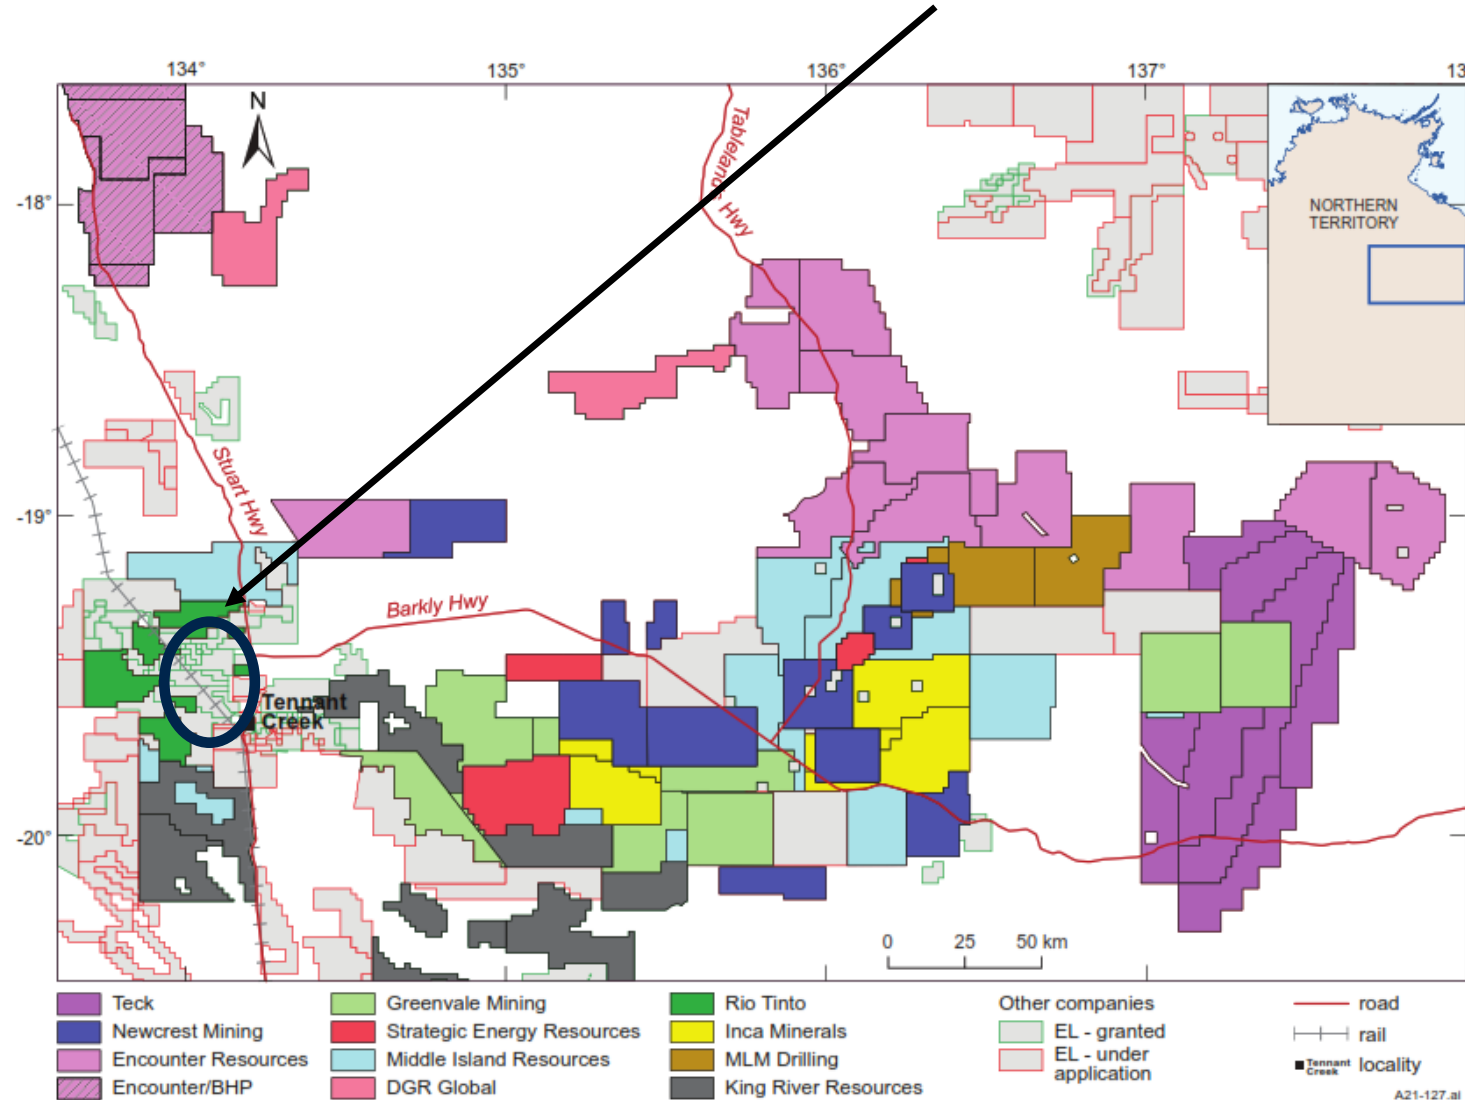 134°
135°
136°
137°
13
N
-18°
-19°
-20°
Tablelands Hwy
NORTHERN
TERRITORY
Stuart Hwy
Barkly Hwy
Tennant
Creek
0 25 50 km
Teck
Newcrest Mining
Encounter Resources
Encounter/BHP
Greenvale Mining
Strategic Energy Resources
Middle Island Resources
DGR Global
Rio Tinto
Inca Minerals
MLM Drilling
King River Resources
Other companies
EL - granted
EL - under
application
road
rail
Tennant
Creek
locality
A21-127.ai